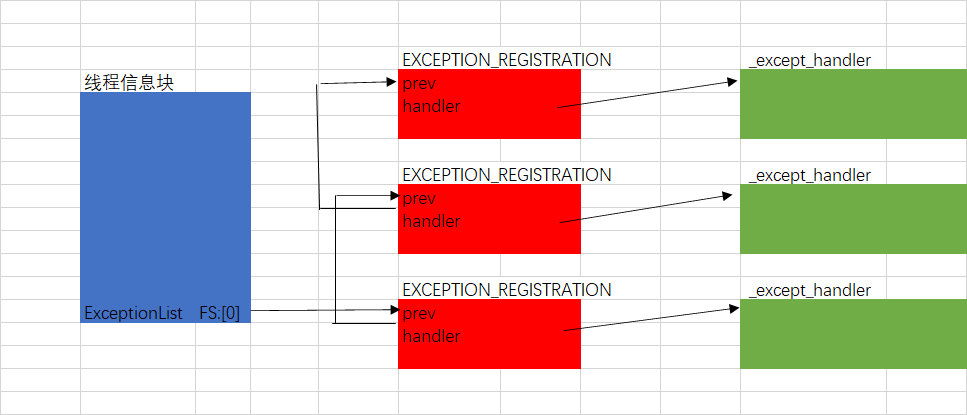 线程信息块
ExceptionList FS:[0]
EXCEPTION_REGISTRATION
prev
handler
_except_handler
EXCEPTION_REGISTRATION
prev
handler
_except_handler
EXCEPTION_REGISTRATION
prev
handler
_except_handler